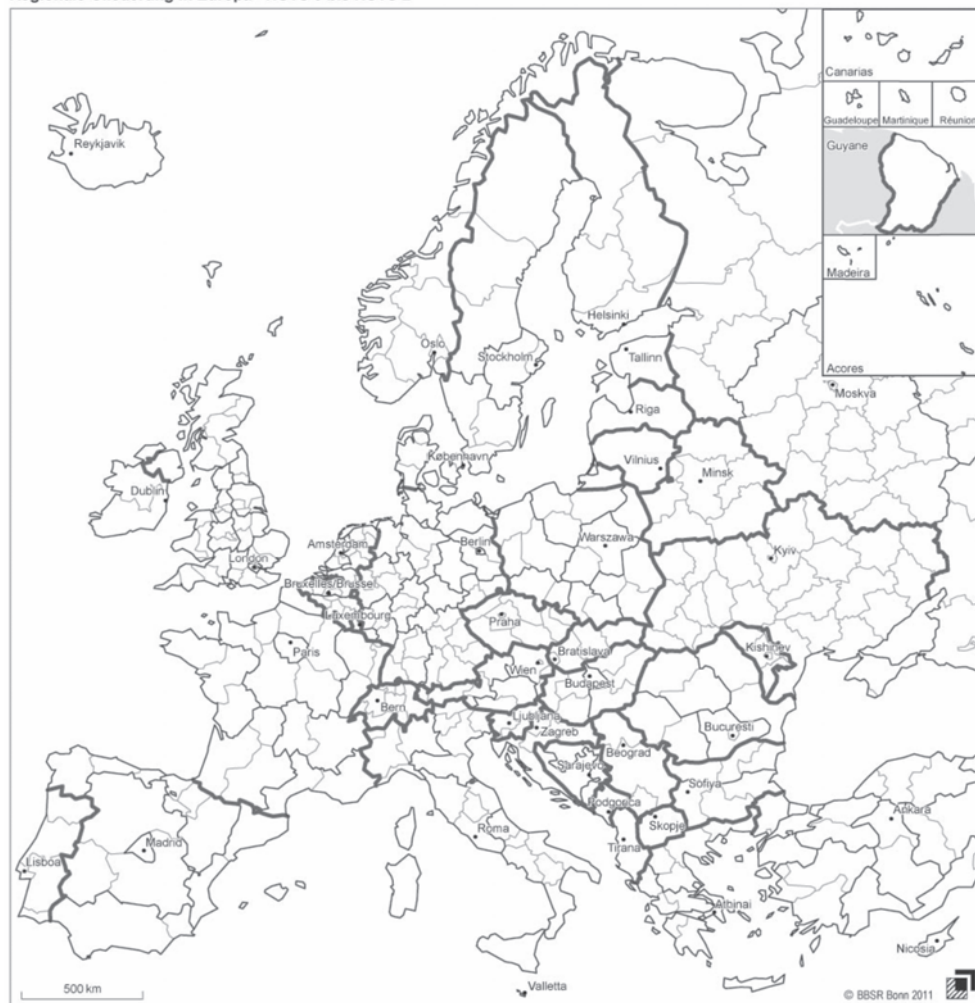 Canarias
Reykjavik
Guadeloupe
Martinique
Réunion
Guyane
Madeira
Helsinki
Oslo
Stockholm
Tallinn
Acores
Moskva
Riga
København
Vilnius
Minsk
Dublin
Amsterdam
Berlin
Warszawa
London
Kyiv
Bruxelles/Brussel
Luxembourg
Praha
Paris
Bratislava
Kishinev
Wien
Budapest
Bern
Ljubljana
Zagreb
Bucuresti
Beograd
Sarajevo
Sofiya
Podgorica
Skopje
Ankara
Roma
Madrid
Tirana
Lisboa
Athinai
Nicosia
500 km
Valletta
© BBSR Bonn 2011